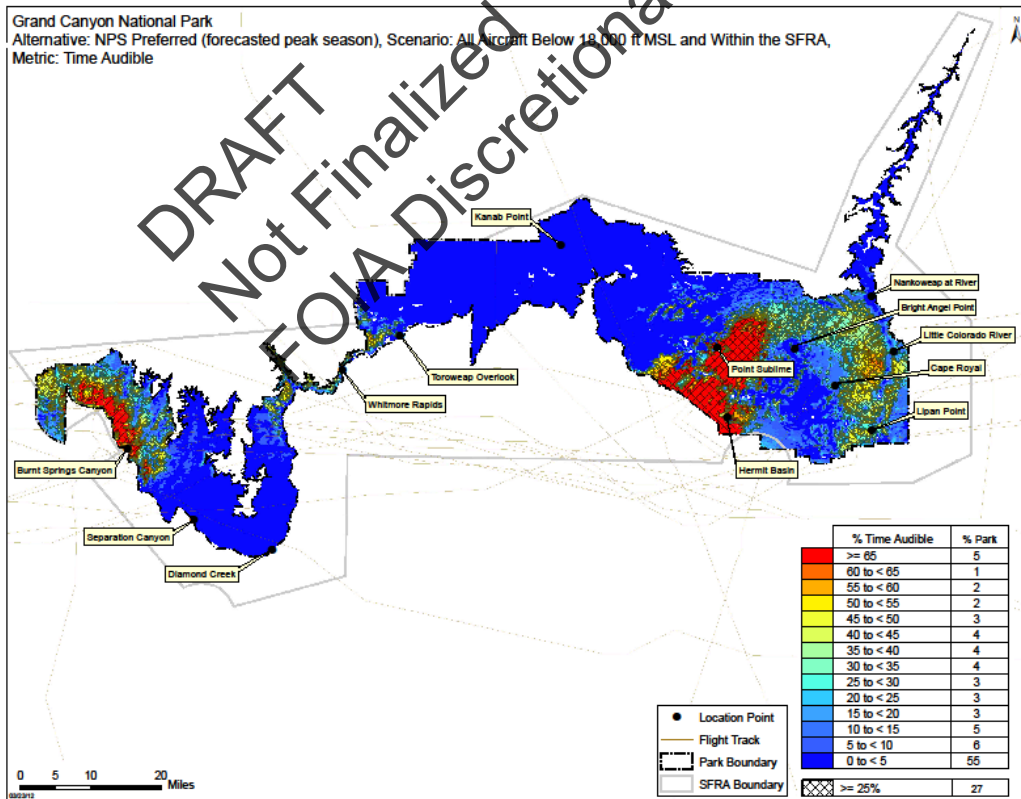 Grand Canyon National Park
Alternative: NPS Preferred (forecasted peak season), Scenario: All Aircraft Below 18,000 ft MSL and Within the SFRA,
Metric: Time Audible
N
DRAFT
Not Finalized
FOIA Discretiona
Kanab Point
Nankoweap at River
Bright Angel Point
Little Colorado River
Toroweap Overlook
Point Sublime
Cape Royal
Whitmore Rapids
Lipan Point
Burnt Springs Canyon
Hermit Basin
Separation Canyon
Diamond Creek
% Time Audible % Park
>= 65 5
60 to < 65 1
55 to < 60 2
50 to < 55 2
45 to < 50 3
40 to < 45 4
35 to < 40 4
30 to < 35 4
25 to < 30 3
20 to < 25 3
15 to < 20 3
10 to < 15 5
5 to < 10 6
0 to < 5 55
>= 25% 27
Location Point
Flight Track
Park Boundary
SFRA Boundary
0 5 10 20
Miles
03/23/12